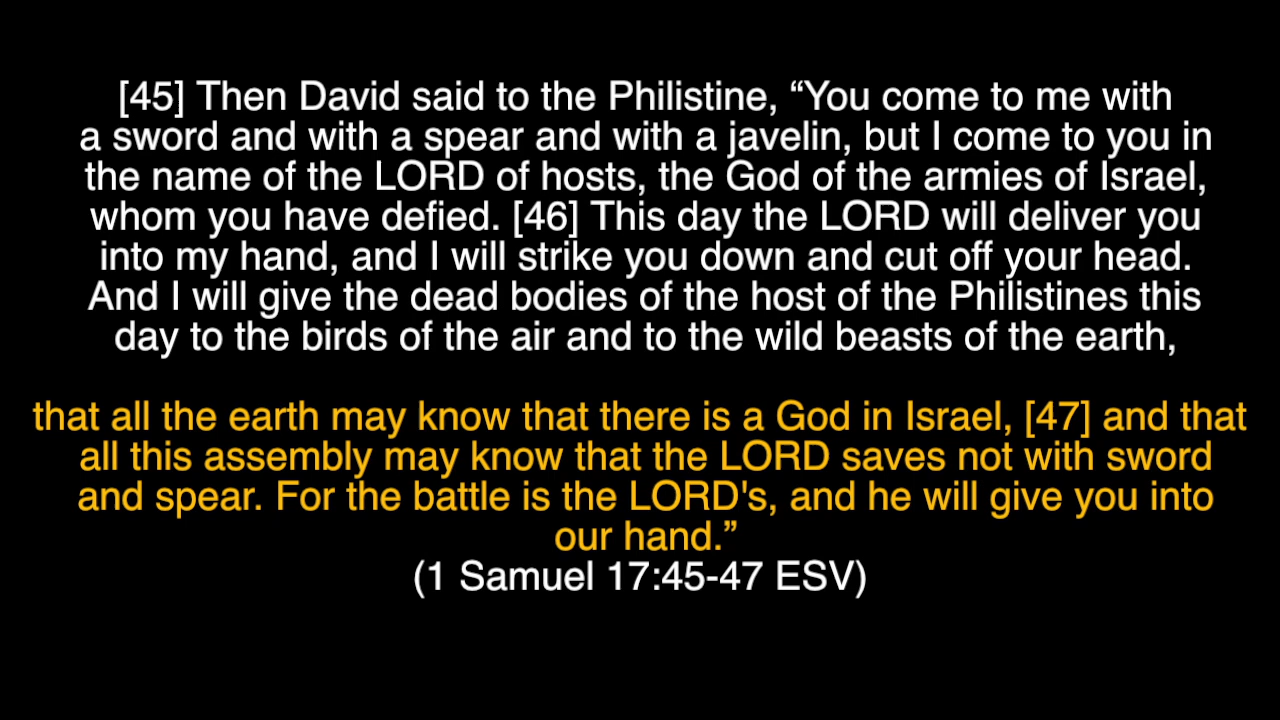 [45] Then David said to the Philistine, “You come to me with
a sword and with a spear and with a javelin, but I come to you in
the name of the LORD of hosts, the God of the armies of Israel,
whom you have defied. [46] This day the LORD will deliver you
into my hand, and I will strike you down and cut off your head.
And I will give the dead bodies of the host of the Philistines this
day to the birds of the air and to the wild beasts of the earth,
that all the earth may know that there is a God in Israel, [47] and that
all this assembly may know that the LORD saves not with sword
and spear. For the battle is the LORD's, and he will give you into
our hand.”
(1 Samuel 17:45-47 ESV)